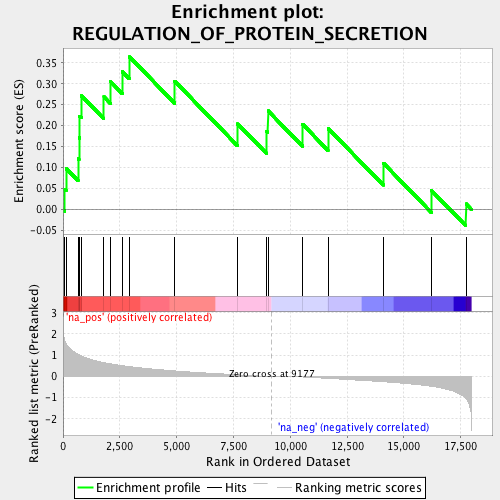 Enrichment plot:
REGULATION_OF_PROTEIN_SECRETION
Enrichment score (ES)
0.35
0.30
0.25
0.20
0.15
0.10
0.05
0.00
-0.05
'na_pos' (positively correlated)
Ranked list metric (PreRanked)
3
2
1
0
-1
-2
Zero cross at 9177
'na_neg' (negatively correlated)
0
2,500
5,000
7,500
10,000
12,500
15,000
17,500
Rank in Ordered Dataset
Enrichment profile
Hits
Ranking metric scores